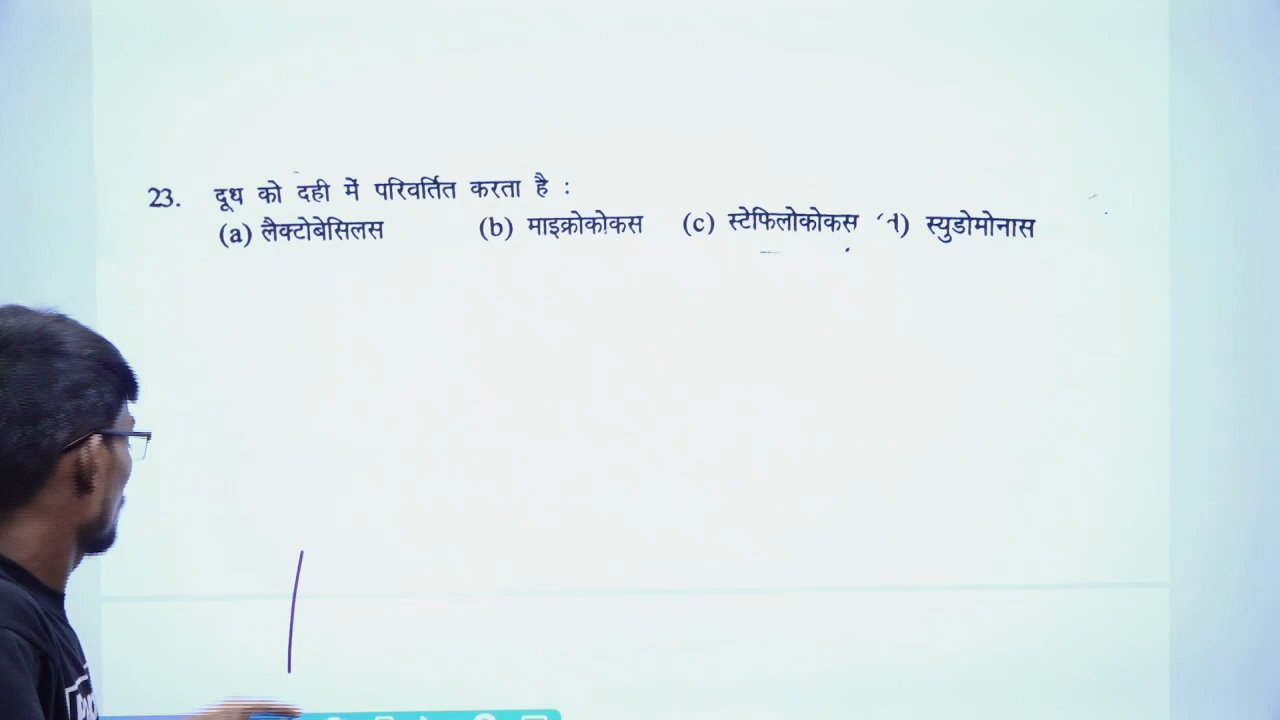 23. दूध को दही में परिवर्तित करता है :
(a) लैक्टोबेसिलस (b) माइक्रोकोकस (c) स्टेफिलोकोकस स्युडोमोनास